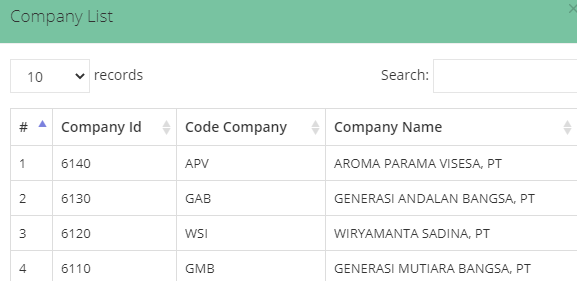 Company List
10 records Search:
# Company Id Code Company Company Name
1 6140 APV AROMA PARAMA VISESA, PT
2 6130 GAB GENERASI ANDALAN BANGSA, PT
3 6120 WSI WIRYAMANTA SADINA, PT
4 6110 GMB GENERASI MUTIARA BANGSA, PT